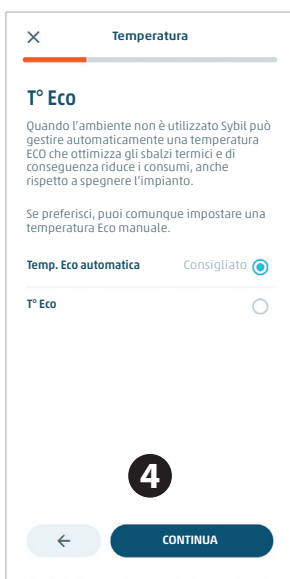 Temperatura
T° Eco
Quando l'ambiente non è utilizzato Sybil può
gestire automaticamente una temperatura
ECO che ottimizza gli sbalzi termici e di
conseguenza riduce i consumi, anche
rispetto a spegnere l'impianto.
Se preferisci, puoi comunque impostare una
temperatura Eco manuale.
Temp. Eco automatica Consigliato
T° Eco
4
CONTINUA